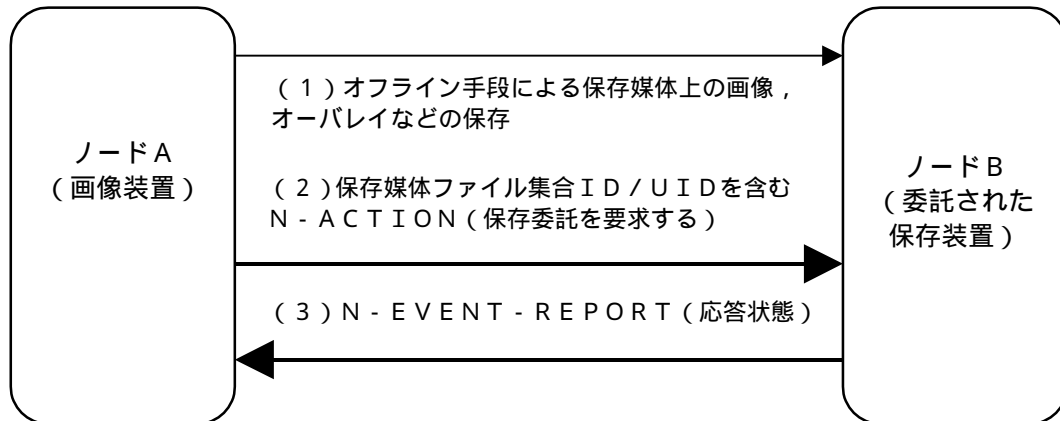 (1)オフライン手段による保存媒体上の画像,
オーバレイなどの保存
ノードA
(画像装置)
(2)保存媒体ファイル集合ID/UIDを含む
N-ACTION(保存委託を要求する)
ノードB
(委託された
保存装置)
(3)N-EVENT-REPORT(応答状態)